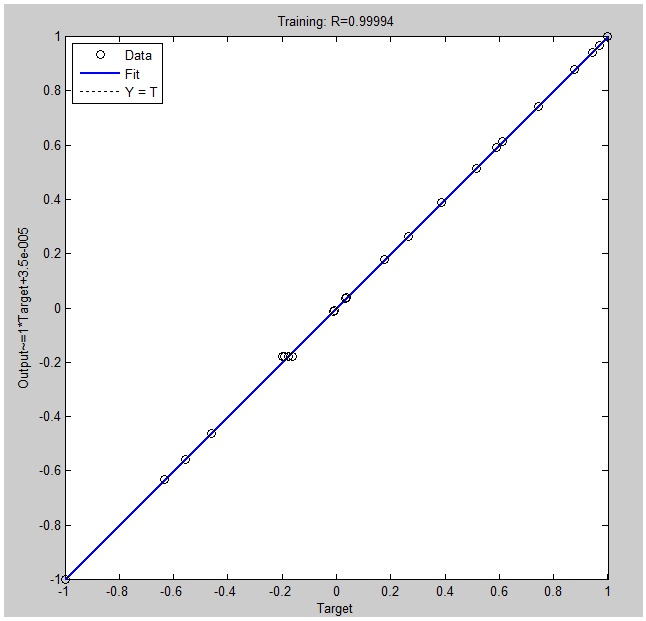 Training: R=0.99994
Data
Fit
Y = T
1
0.8
0.6
0.4
0.2
0
-0.2
-0.4
-0.6
-0.8
-1
Output~=1*Target+3.5e-005
-1 -0.8 -0.6 -0.4 -0.2 0 0.2 0.4 0.6 0.8 1
Target